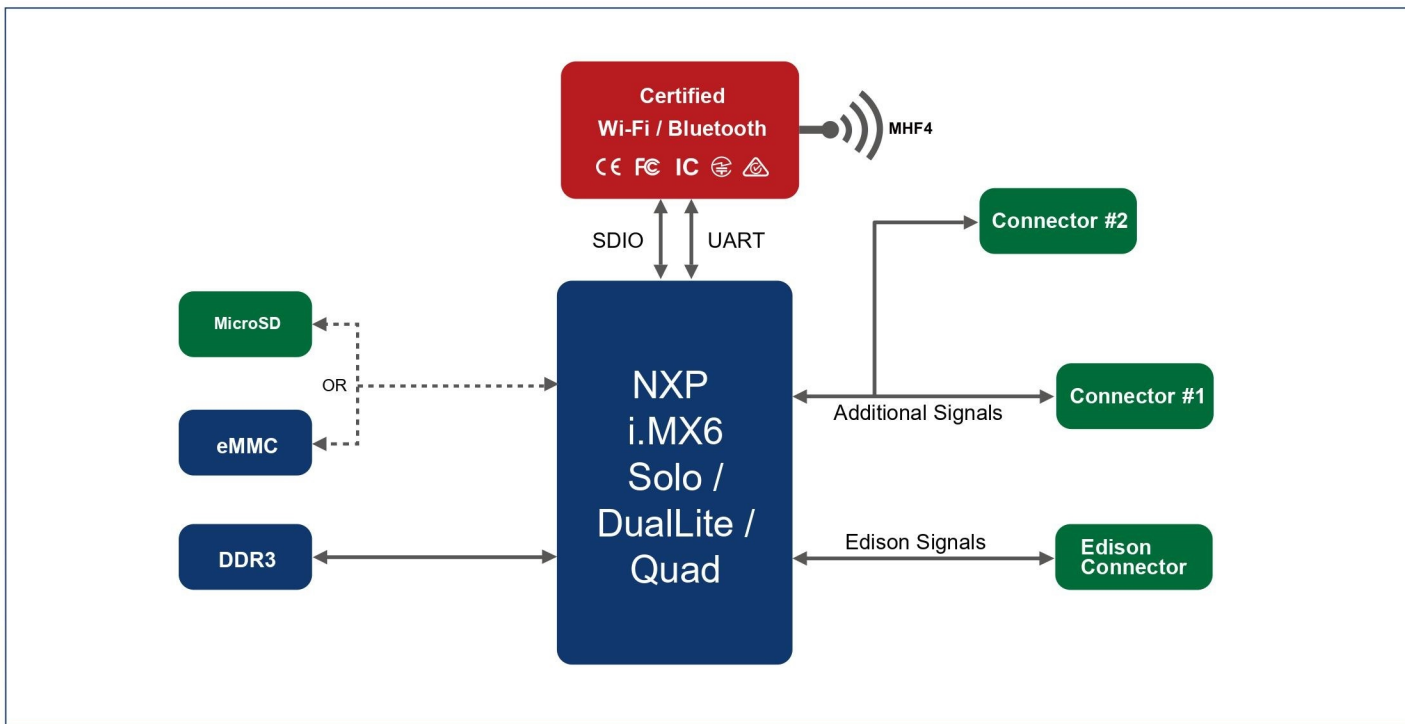 Certified
Wi-Fi / Bluetooth
CE FC IC
MHF4
SDIO
UART
Connector #2
MicroSD
OR
eMMC
DDR3
NXP
i.MX6
Solo /
DualLite /
Quad
Additional Signals
Connector #1
Edison Signals
Edison
Connector